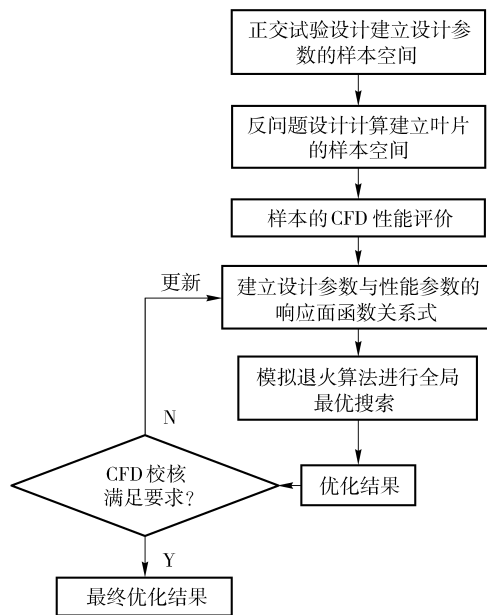 正交试验设计建立设计参
数的样本空间
反问题设计计算建立叶片
的样本空间
样本的CFD性能评价
更新
建立设计参数与性能参数的
响应面函数关系式
模拟退火算法进行全局
最优搜索
N
CFD校核
满足要求?
优化结果
Y
最终优化结果